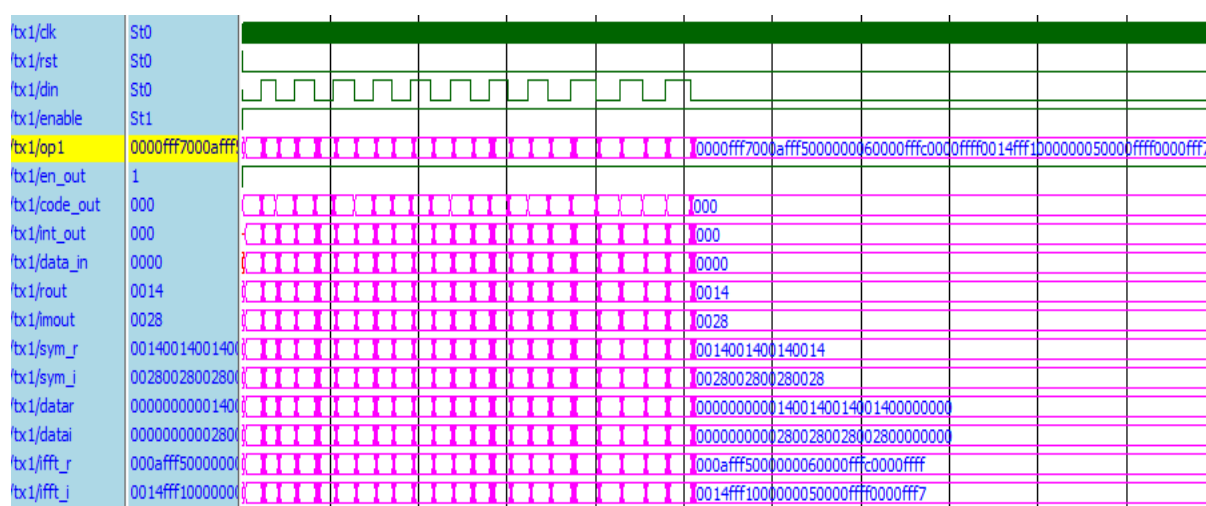 /tx1/clk St0
/tx1/rst St0
/tx1/din St0
/tx1/enable St1
/tx1/op1 0000fff7000afff 0000fff7000afff5000000060000fffc0000ffff0014fff1000000050000ffff0000fff7
/tx1/en_out 1
/tx1/code_out 000 000
/tx1/int_out 000 000
/tx1/data_in 0000 0000
/tx1/rout 0014 0014
/tx1/imout 0028 0028
/tx1/sym_r 00140014001400 0014001400140014
/tx1/sym_i 00280028002800 0028002800280028
/tx1/datar 00000000001400 00000000001400140014001400000000
/tx1/datai 00000000002800 00000000002800280028002800000000
/tx1/ifft_r 000afff5000000 000afff5000000060000fffc0000ffff
/tx1/ifft_i 0014fff1000000 0014fff1000000050000ffff0000fff7